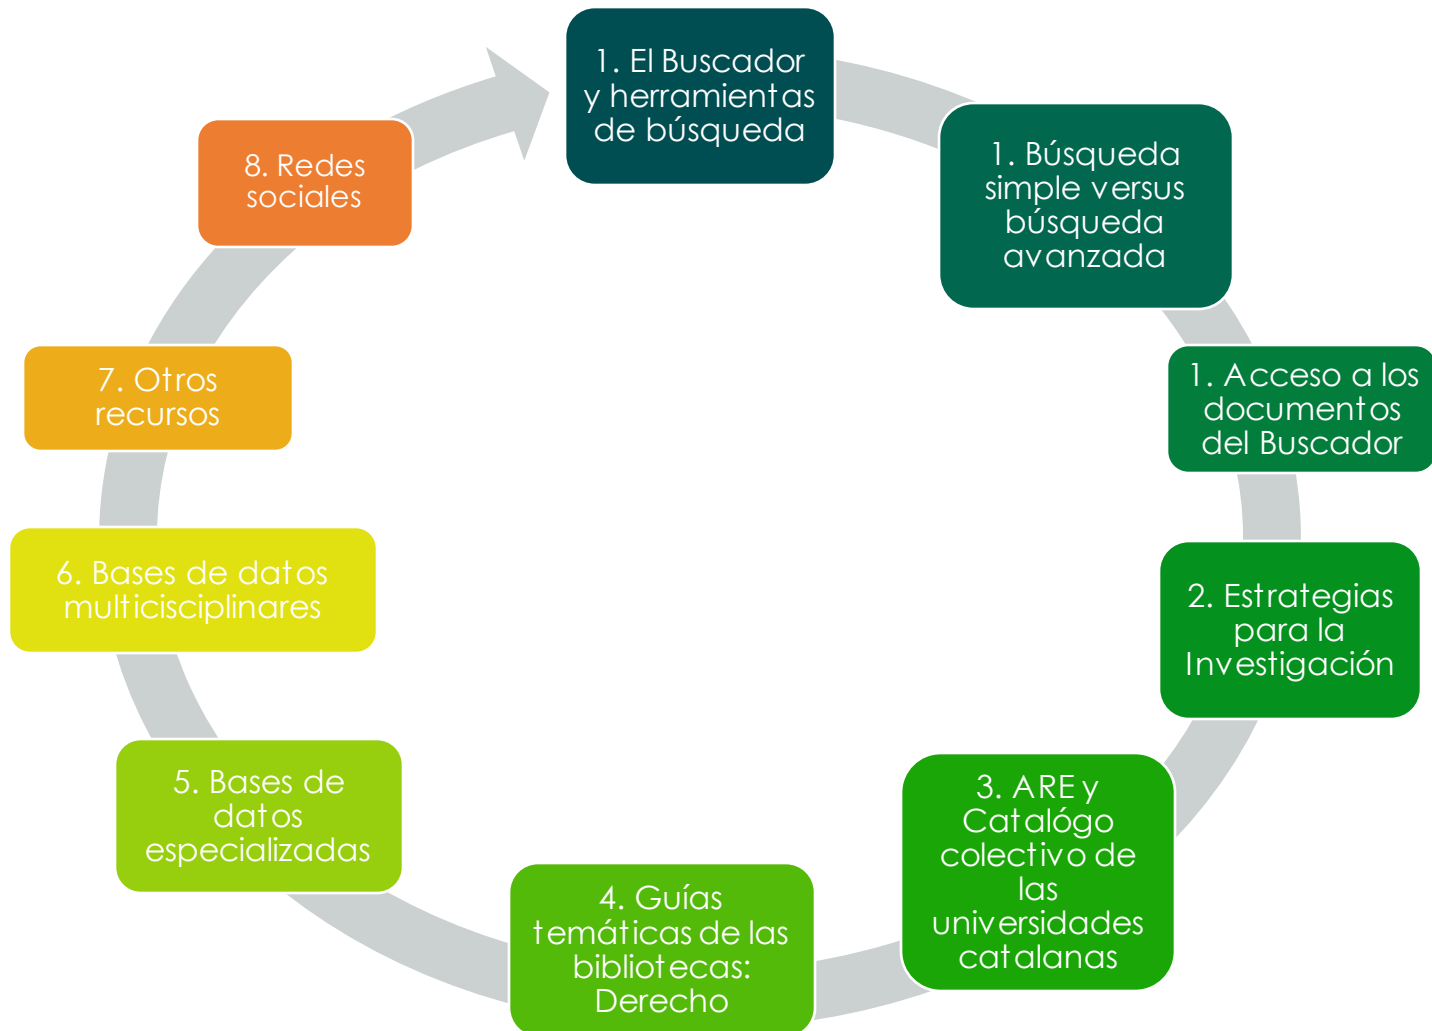 1. El Buscador
y herramientas
de búsqueda
1. Búsqueda
simple versus
búsqueda
avanzada
1. Acceso a los
documentos
del Buscador
2. Estrategias
para la
Investigación
3. ARE y
Catalógo
colectivo de
las
universidades
catalanas
4. Guías
temáticas de las
bibliotecas:
Derecho
5. Bases de
datos
especializadas
6. Bases de datos
multicisciplinares
7. Otros
recursos
8. Redes
sociales